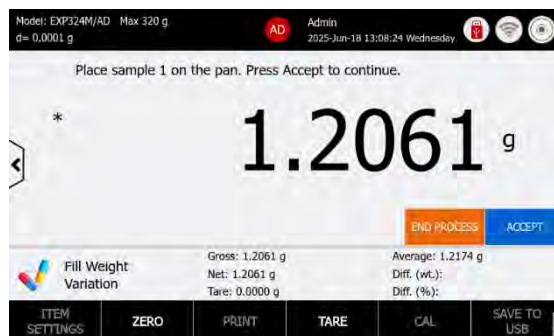 Model: EXP324M/AD Max 320 g
d= 0.0001 g
AD
Admin
2025-Jun-18 13:08:24 Wednesday
Place sample 1 on the pan. Press Accept to continue.
*
1.2061 g
END PROCESS
ACCEPT
Fill Weight
Variation
Gross: 1.2061 g
Net: 1.2061 g
Tare: 0.0000 g
Average: 1.2174 g
Diff. (wt.):
Diff. (%):
ITEM
SETTINGS
ZERO
PRINT
TARE
CAL
SAVE TO
USB